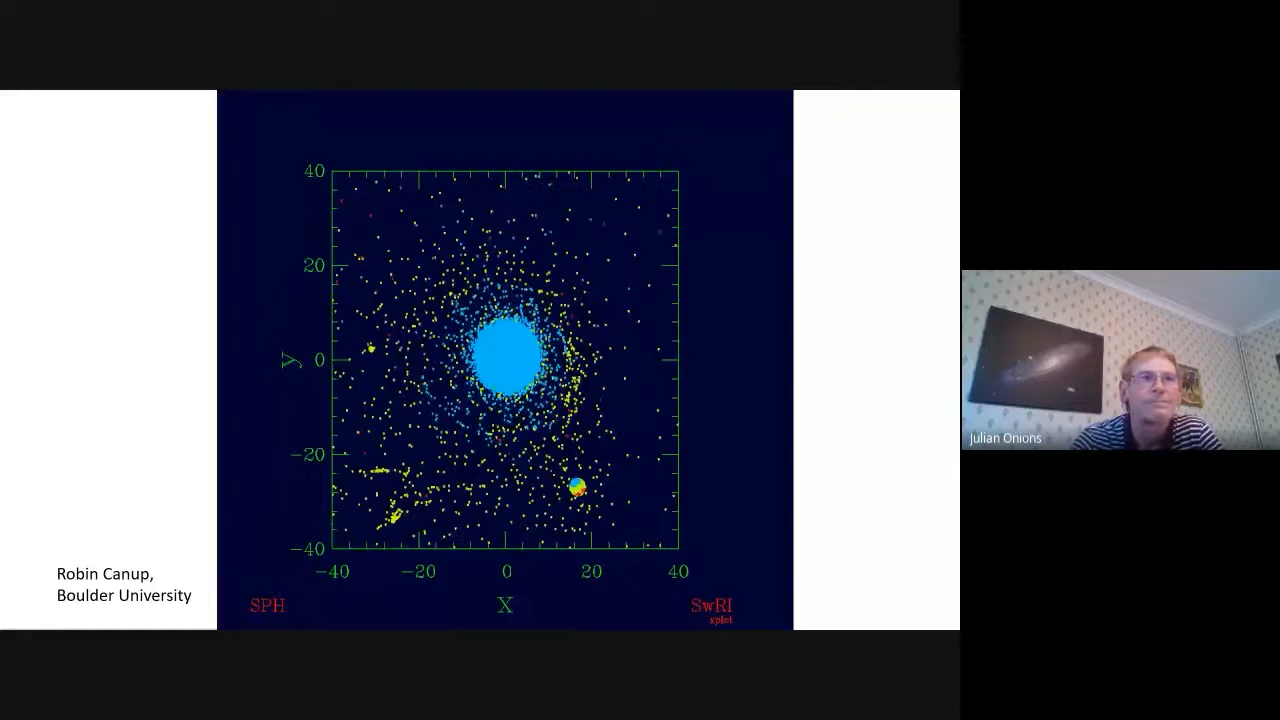 40
20
y 0
−20
−40
−40 −20 0 20 40
Robin Canup,
Boulder University
SPH X SwRI
xplot
Julian Onions